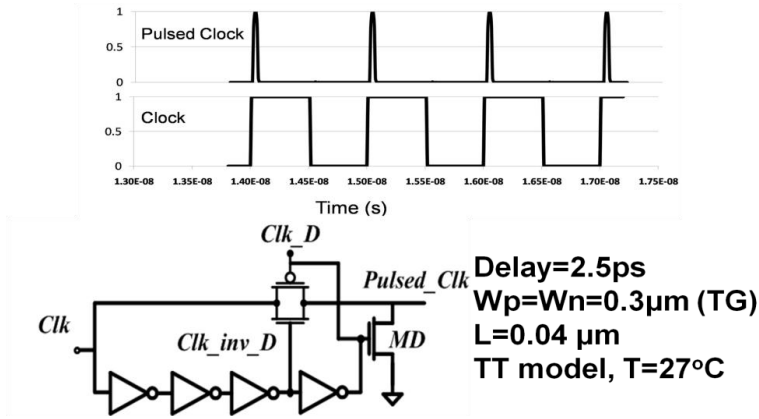 1
Pulsed Clock
0.5
0
1
Clock
0.5
0
1.30E-08 1.35E-08 1.40E-08 1.45E-08 1.50E-08 1.55E-08 1.60E-08 1.65E-08 1.70E-08 1.75E-08
Time (s)
Clk_D
Pulsed_Clk
Clk
Clk_inv_D
MD
Delay=2.5ps
Wp=Wn=0.3µm (TG)
L=0.04 µm
TT model, T=27°C